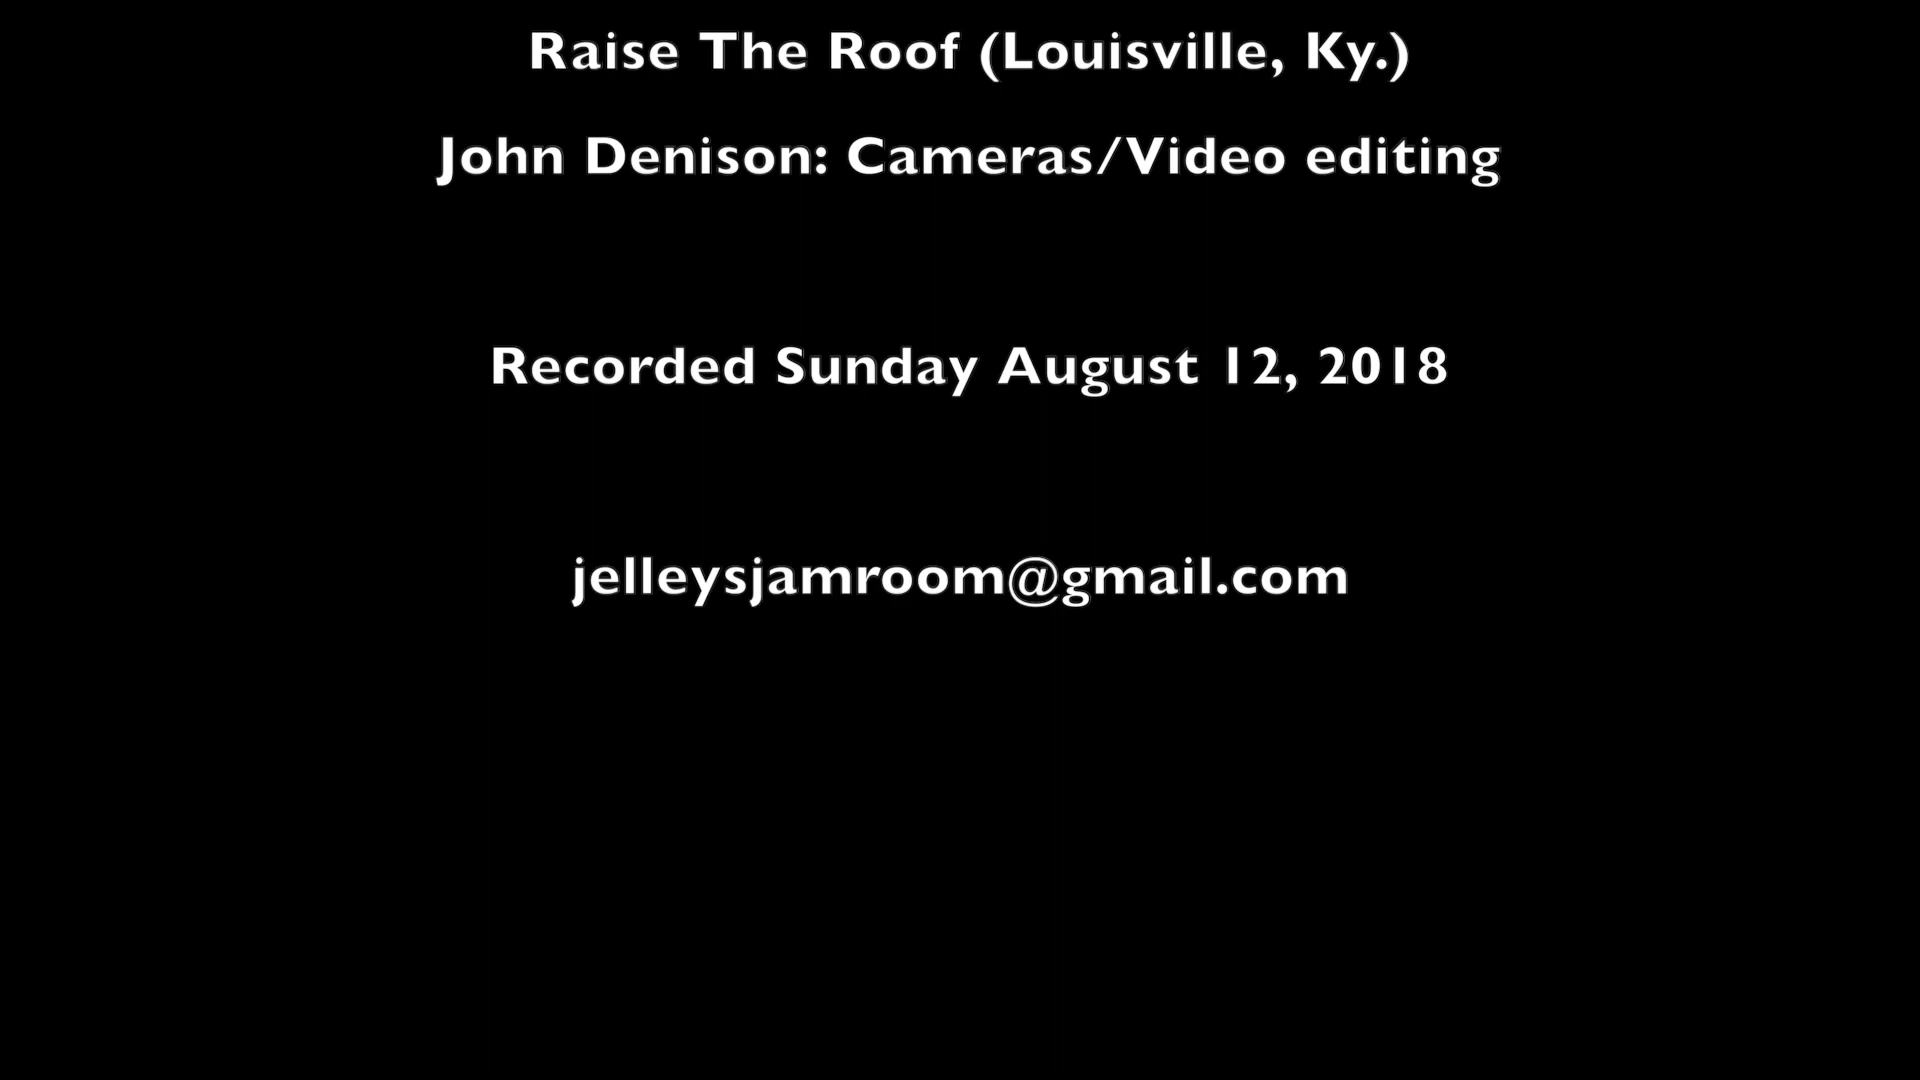 Raise The Roof (Louisville, Ky.)
John Denison: Cameras/Video editing
Recorded Sunday August 12, 2018
jelleysjamroom@gmail.com